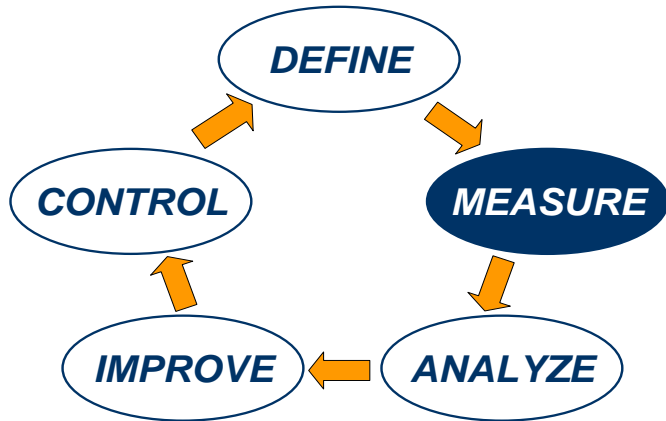 DEFINE
MEASURE
ANALYZE
IMPROVE
CONTROL